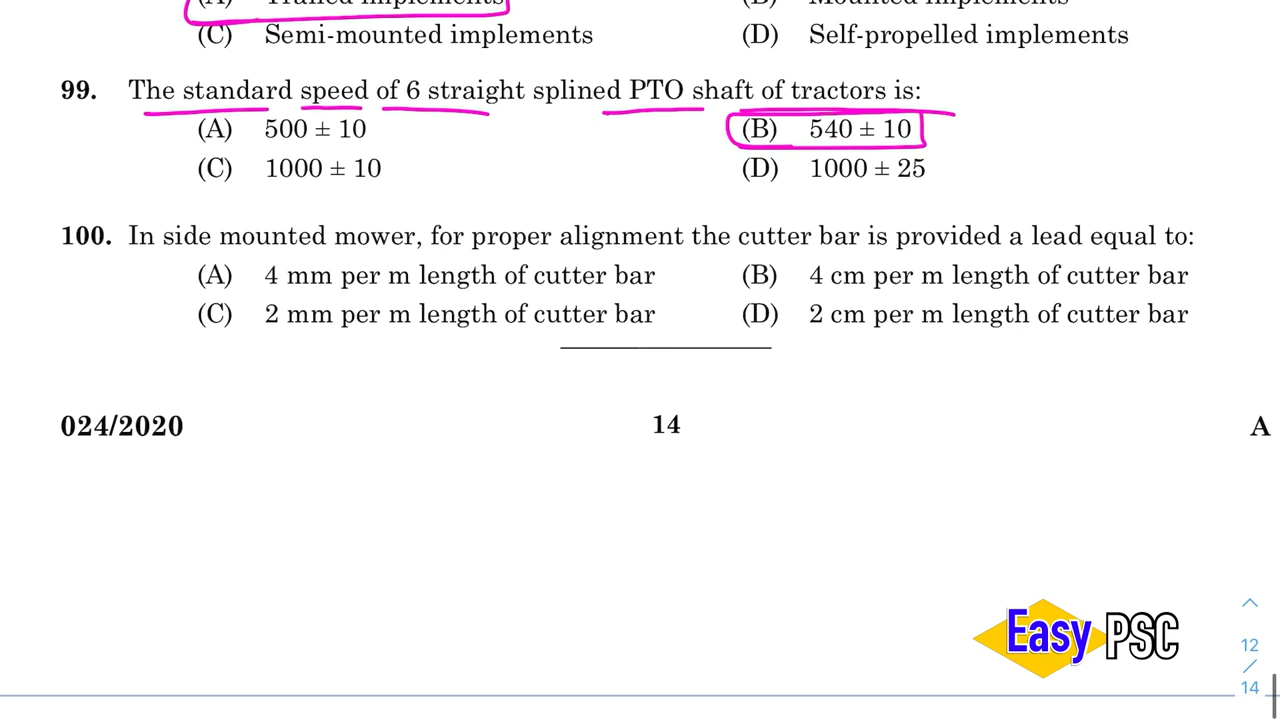 (A) Trailed implements (B) Mounted implements
(C) Semi-mounted implements (D) Self-propelled implements
99. The standard speed of 6 straight splined PTO shaft of tractors is:
(A) 500 ± 10 (B) 540 ± 10
(C) 1000 ± 10 (D) 1000 ± 25
100. In side mounted mower, for proper alignment the cutter bar is provided a lead equal to:
(A) 4 mm per m length of cutter bar (B) 4 cm per m length of cutter bar
(C) 2 mm per m length of cutter bar (D) 2 cm per m length of cutter bar
024/2020 14 A
Easy PSC
12
/
14